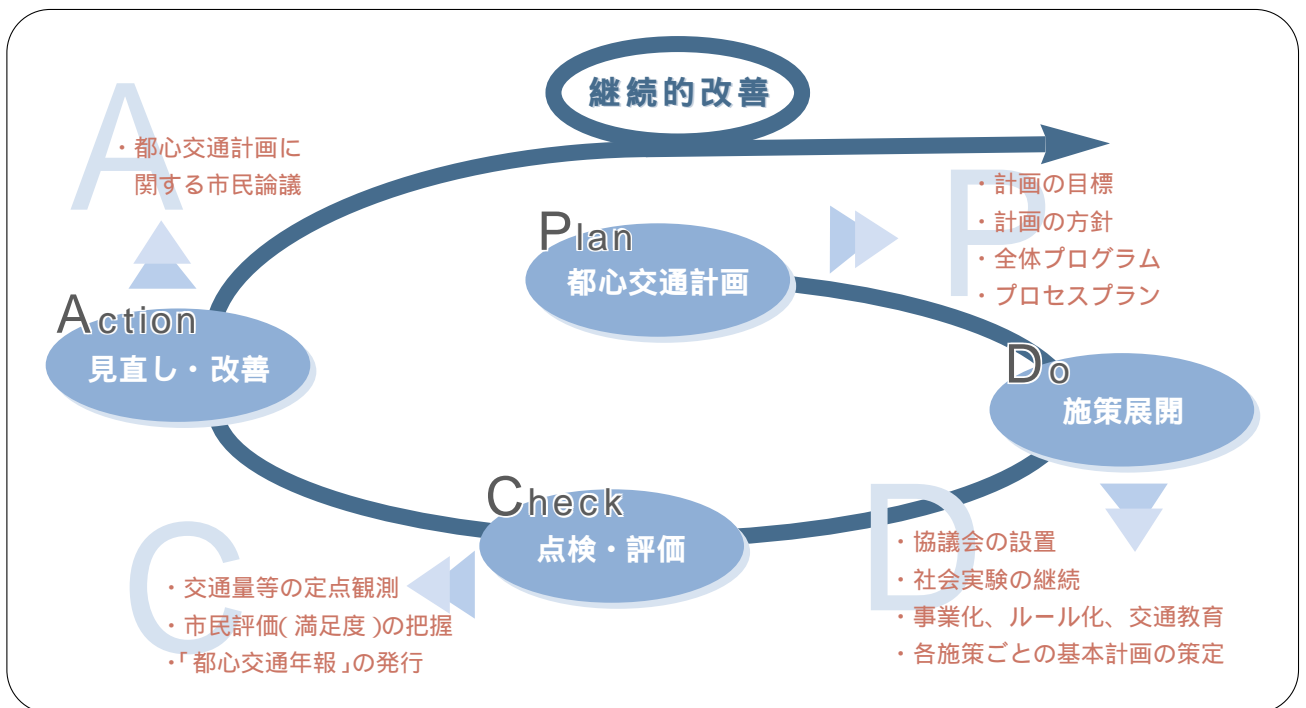 継続的改善
A
・都心交通計画に
関する市民論議
Plan
都心交通計画
P
・計画の目標
・計画の方針
・全体プログラム
・プロセスプラン
Action
見直し・改善
Do
施策展開
Check
点検・評価
D
・協議会の設置
・社会実験の継続
・事業化、ルール化、交通教育
・各施策ごとの基本計画の策定
C
・交通量等の定点観測
・市民評価(満足度)の把握
・「都心交通年報」の発行